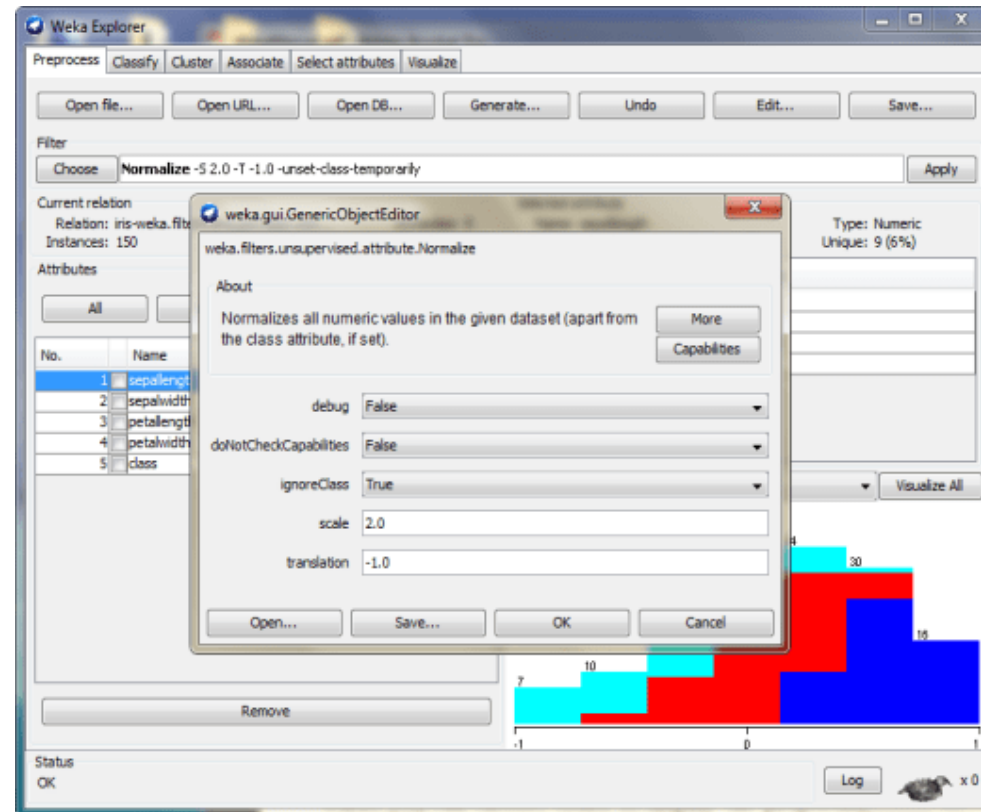 Weka Explorer
Preprocess Classify Cluster Associate Select attributes Visualize
Open file... Open URL... Open DB... Generate... Undo Edit... Save...
Filter
Choose Normalize -S 2.0 -T -1.0 -unset-class-temporarily Apply
Current relation
Relation: iris-weka.filte
Instances: 150
Type: Numeric
Unique: 9 (6%)
Attributes
All
No. Name
1 sepallengt
2 sepalwidth
3 petallengt
4 petalwidth
5 class
Remove
weka.gui.GenericObjectEditor
weka.filters.unsupervised.attribute.Normalize
About
Normalizes all numeric values in the given dataset (apart from
the class attribute, if set).
More
Capabilities
debug False
doNotCheckCapabilities False
ignoreClass True
scale 2.0
translation -1.0
Open... Save... OK Cancel
Visualize All
4
30
16
10
7
-1 0 1
Status
OK
Log x 0